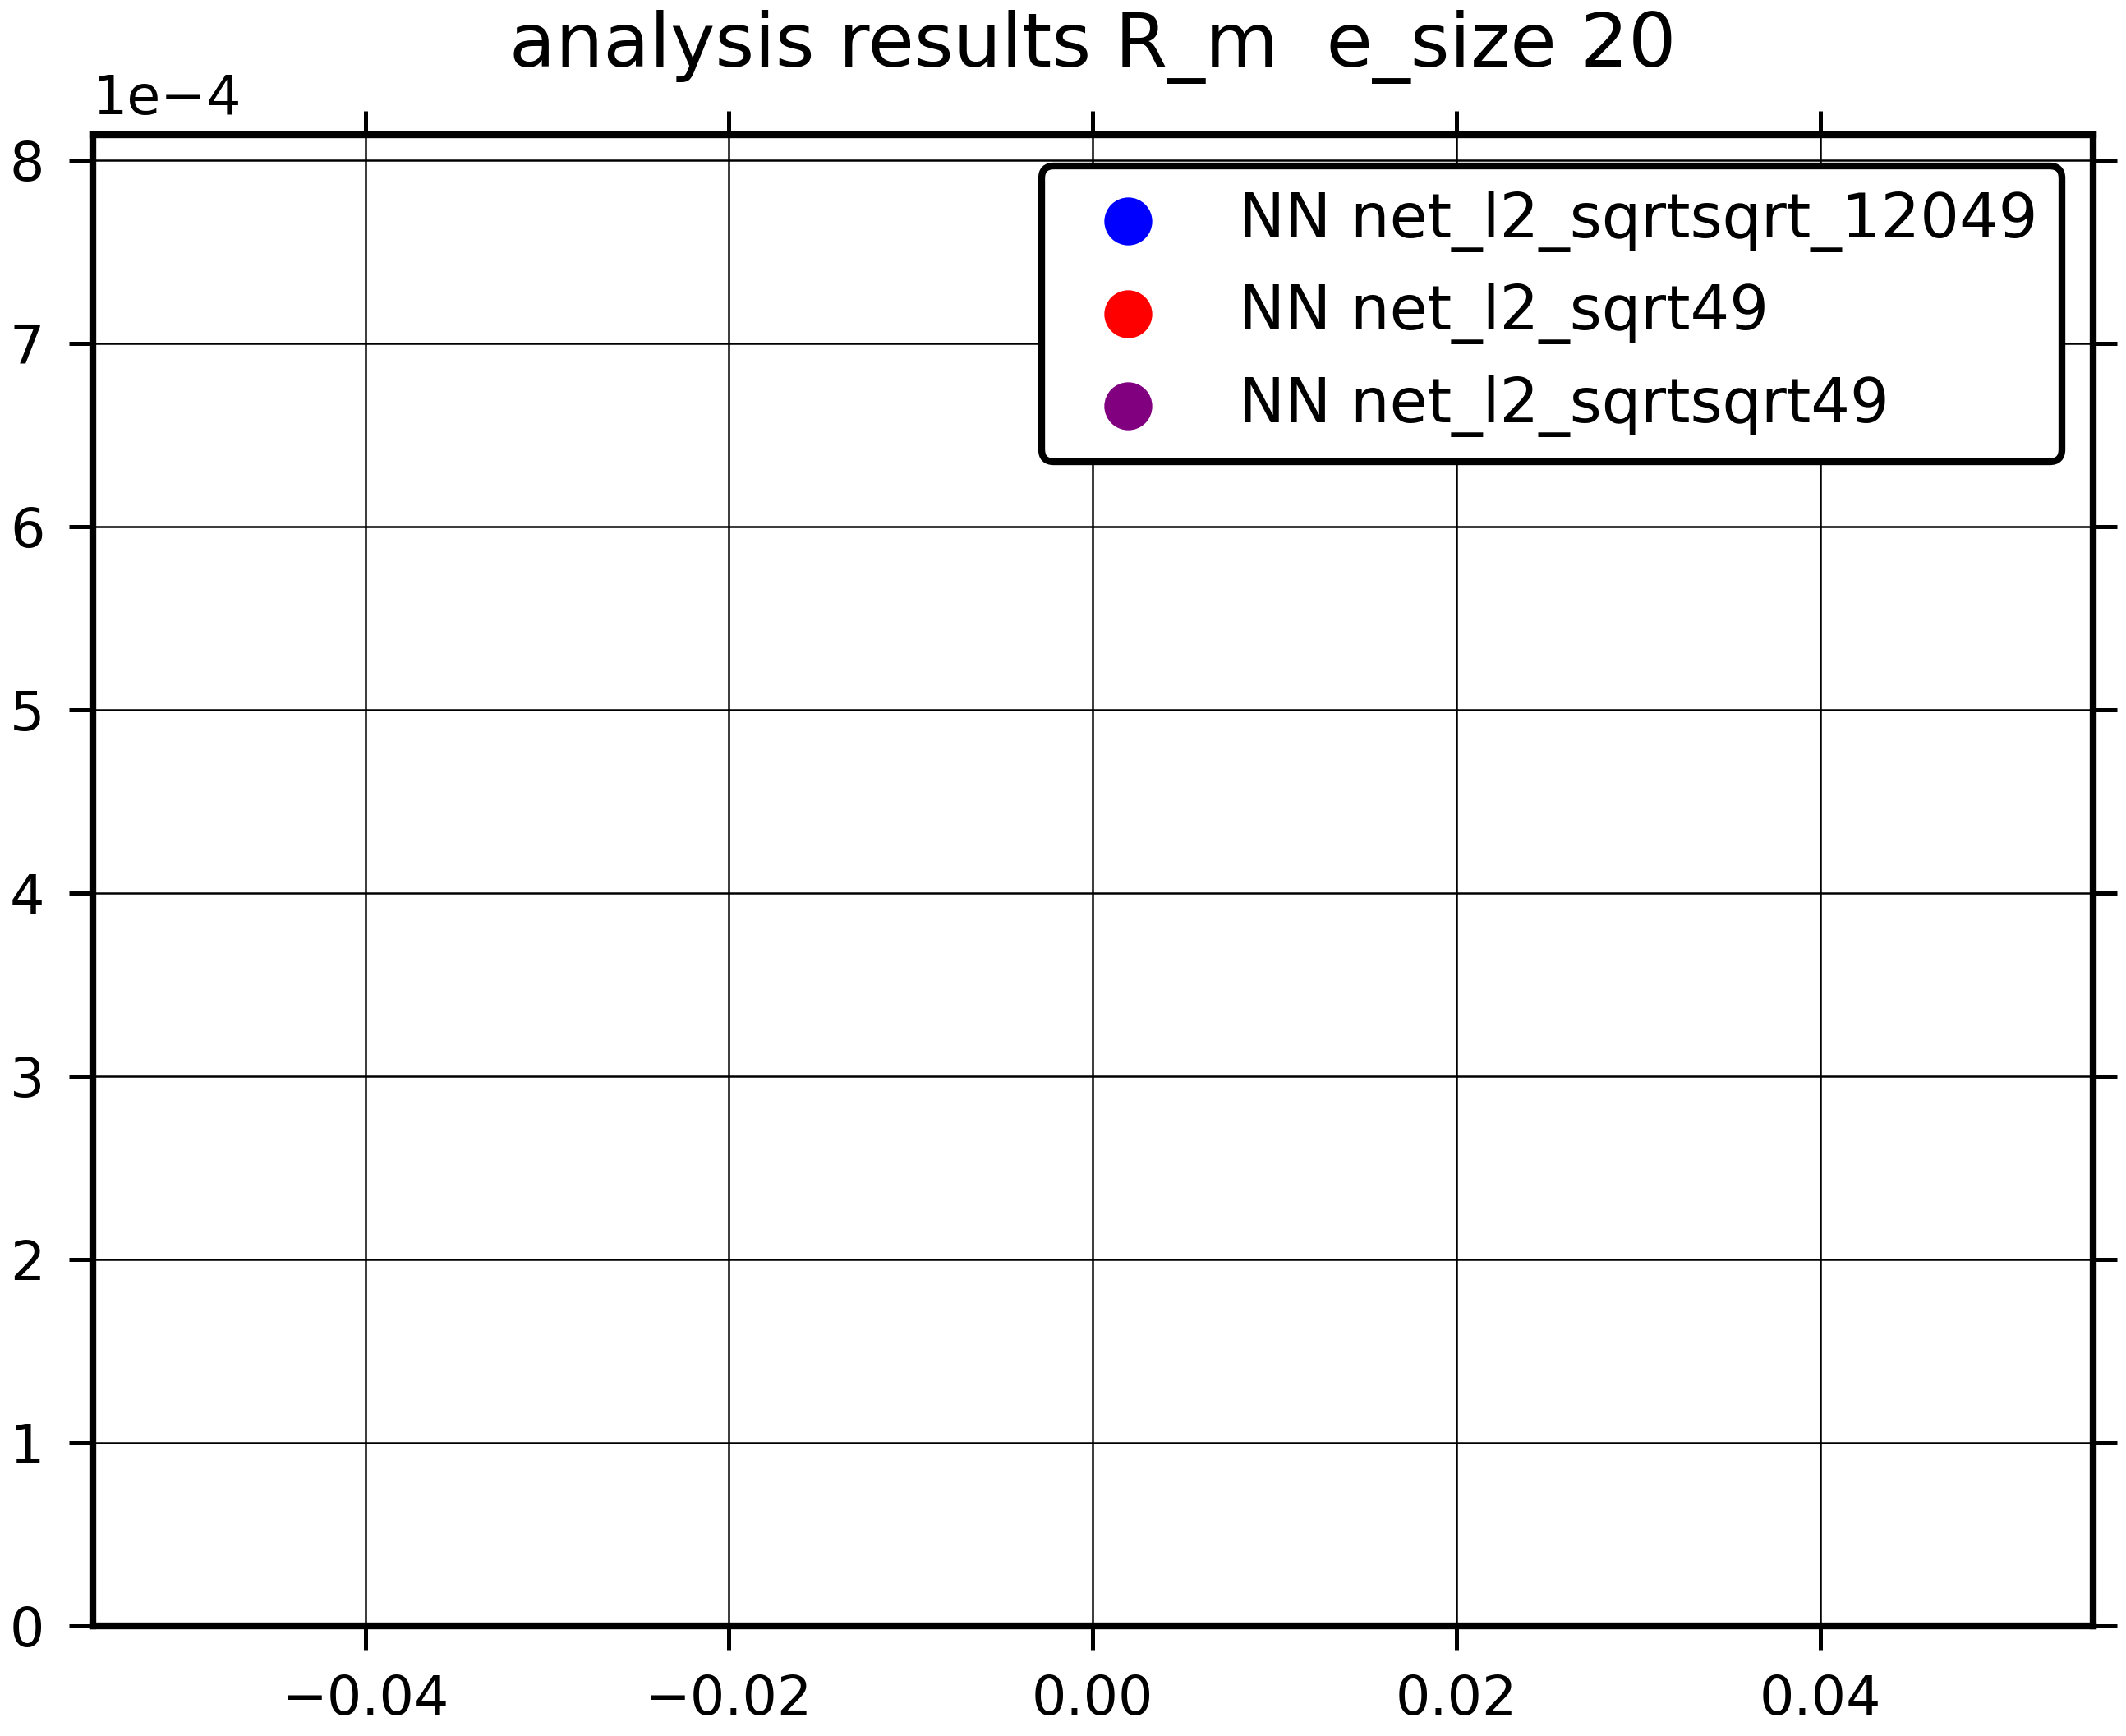 analysis results R_m  e_size 20
1e−4
8
7
6
5
4
3
2
1
0
NN net_l2_sqrtsqrt_12049
NN net_l2_sqrt49
NN net_l2_sqrtsqrt49
−0.04 −0.02 0.00 0.02 0.04